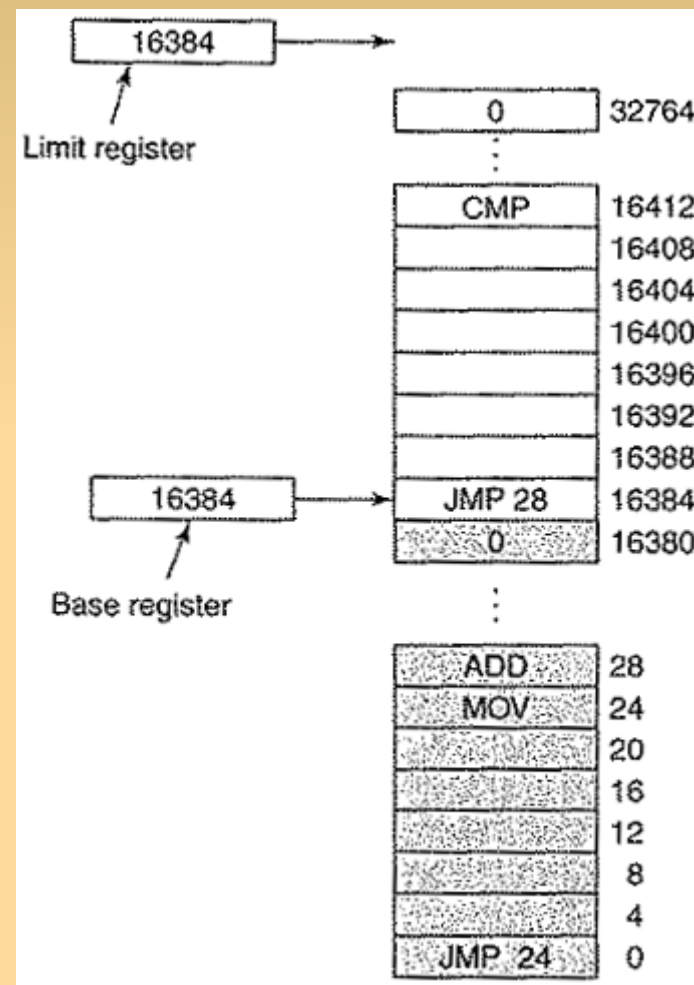 16384
Limit register
0 32764
CMP 16412
16408
16404
16400
16396
16392
16388
16384 JMP 28 16384
0 16380
Base register
ADD 28
MOV 24
20
16
12
8
4
JMP 24 0